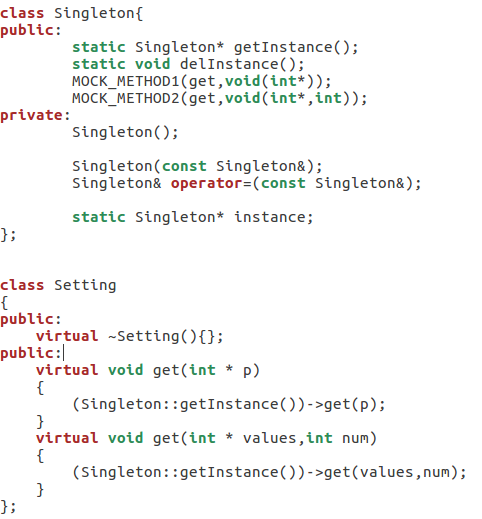 class Singleton{
public:
        static Singleton* getInstance();
        static void delInstance();
        MOCK_METHOD1(get,void(int*));
        MOCK_METHOD2(get,void(int*,int));
private:
        Singleton();

        Singleton(const Singleton&);
        Singleton& operator=(const Singleton&);

        static Singleton* instance;
};


class Setting
{
public:
    virtual ~Setting(){};
public:
    virtual void get(int * p)
    {
        (Singleton::getInstance())->get(p);
    }
    virtual void get(int * values,int num)
    {
        (Singleton::getInstance())->get(values,num);
    }
};